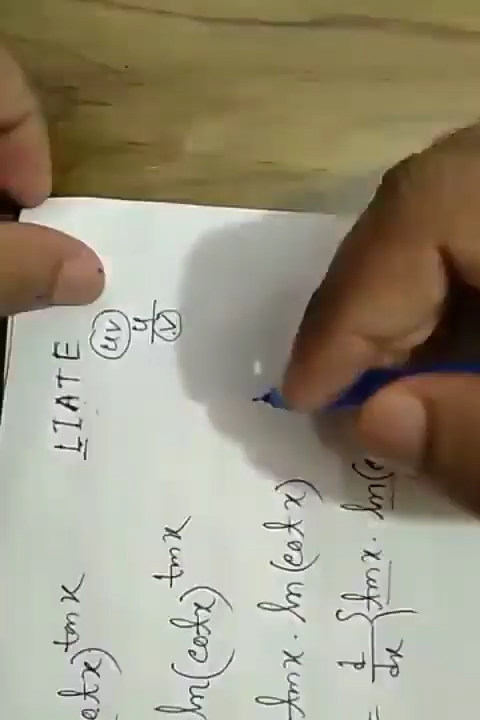 LIATE
uv
u/v
cotx)^tanx
ln(cotx)^tanx
tanx · ln(cotx)
= d/dx {tanx · ln(c